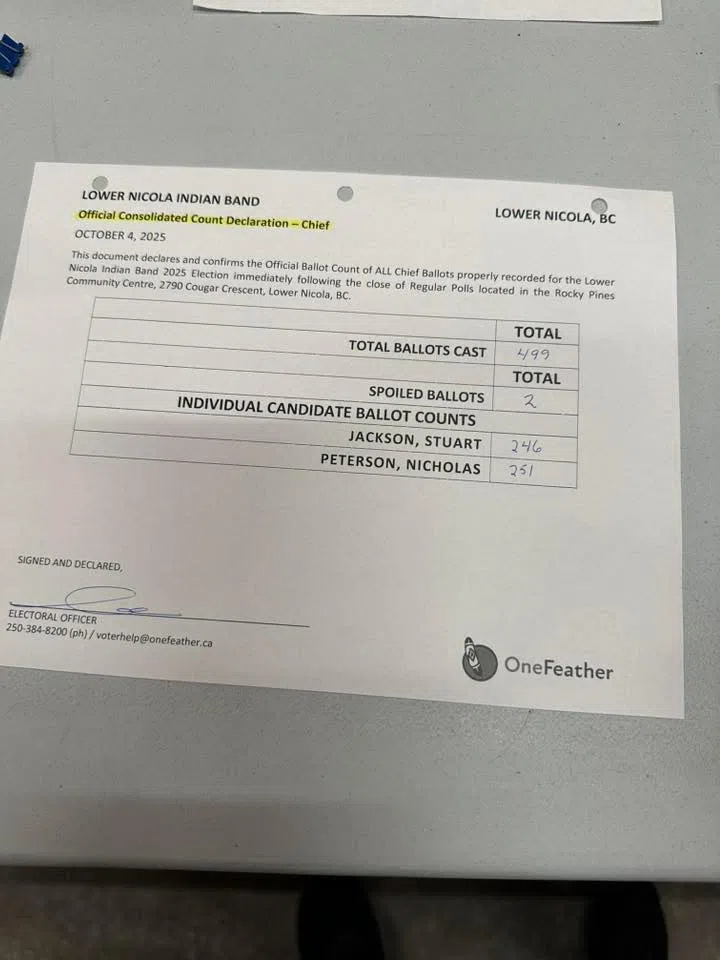 LOWER NICOLA INDIAN BAND
LOWER NICOLA, BC
Official Consolidated Count Declaration – Chief
OCTOBER 4, 2025
This document declares and confirms the Official Ballot Count of ALL Chief Ballots properly recorded for the Lower
Nicola Indian Band 2025 Election immediately following the close of Regular Polls located in the Rocky Pines
Community Centre, 2790 Cougar Crescent, Lower Nicola, BC.
TOTAL
TOTAL BALLOTS CAST 499
TOTAL
SPOILED BALLOTS 2
INDIVIDUAL CANDIDATE BALLOT COUNTS
JACKSON, STUART 246
PETERSON, NICHOLAS 251
SIGNED AND DECLARED,
ELECTORAL OFFICER
250-384-8200 (ph) / voterhelp@onefeather.ca
OneFeather